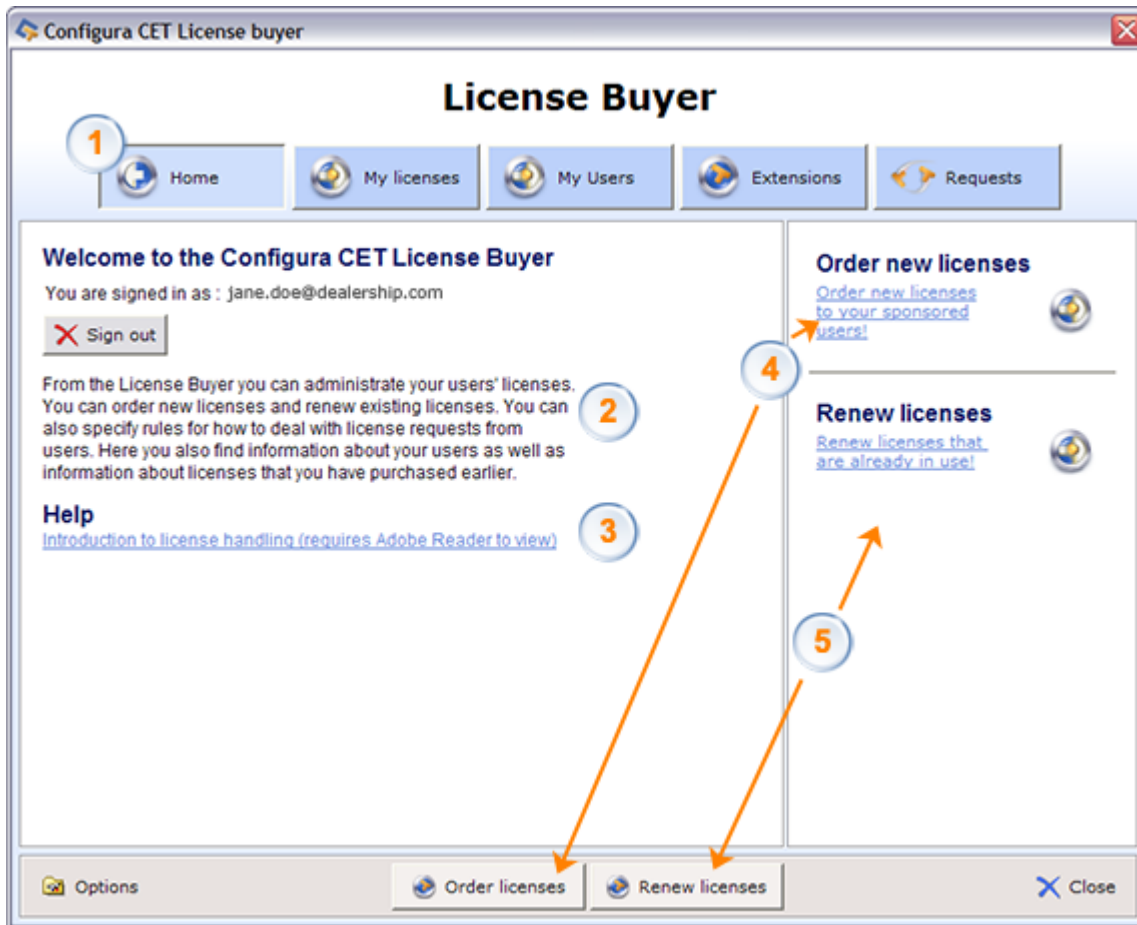 Configura CET License buyer
License Buyer
1
Home
My licenses
My Users
Extensions
Requests
Welcome to the Configura CET License Buyer
You are signed in as : jane.doe@dealership.com
Sign out
From the License Buyer you can administrate your users' licenses.
You can order new licenses and renew existing licenses. You can
also specify rules for how to deal with license requests from
users. Here you also find information about your users as well as
information about licenses that you have purchased earlier.
2
Help
Introduction to license handling (requires Adobe Reader to view)
3
Order new licenses
Order new licenses
to your sponsored
users!
4
Renew licenses
Renew licenses that
are already in use!
5
Options
Order licenses
Renew licenses
Close